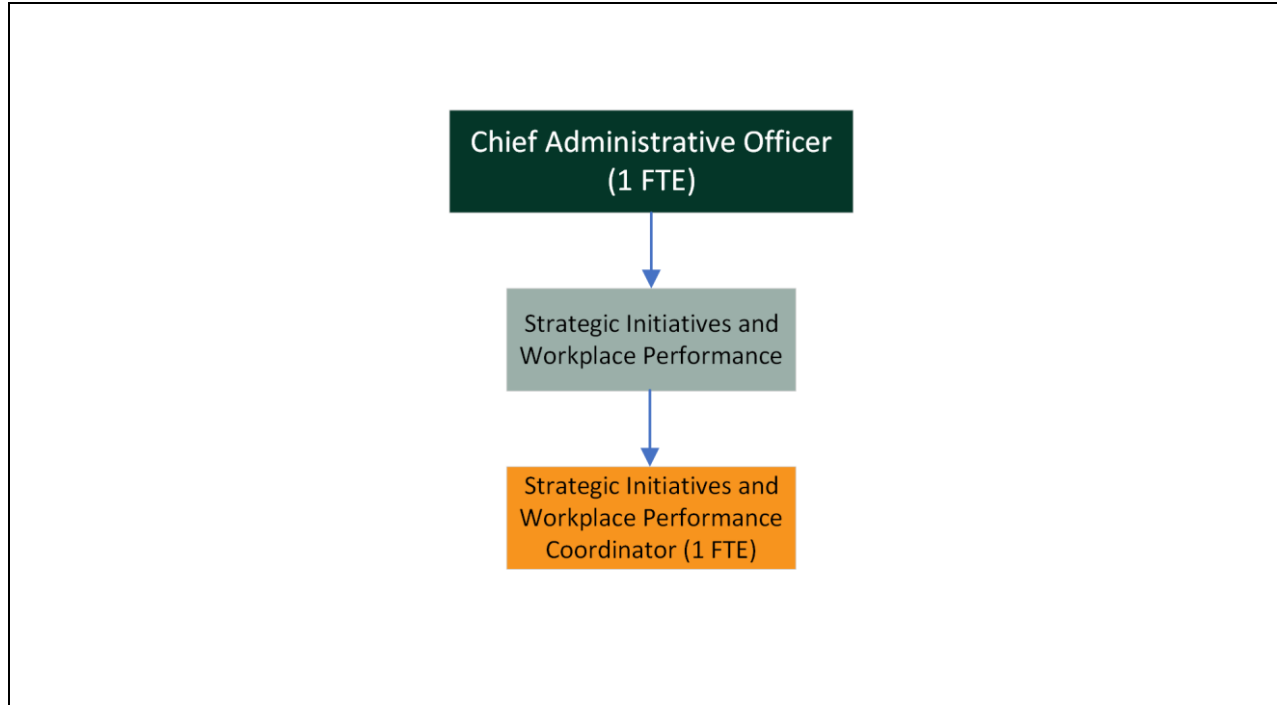 Chief Administrative Officer
(1 FTE)
Strategic Initiatives and
Workplace Performance
Strategic Initiatives and
Workplace Performance
Coordinator (1 FTE)